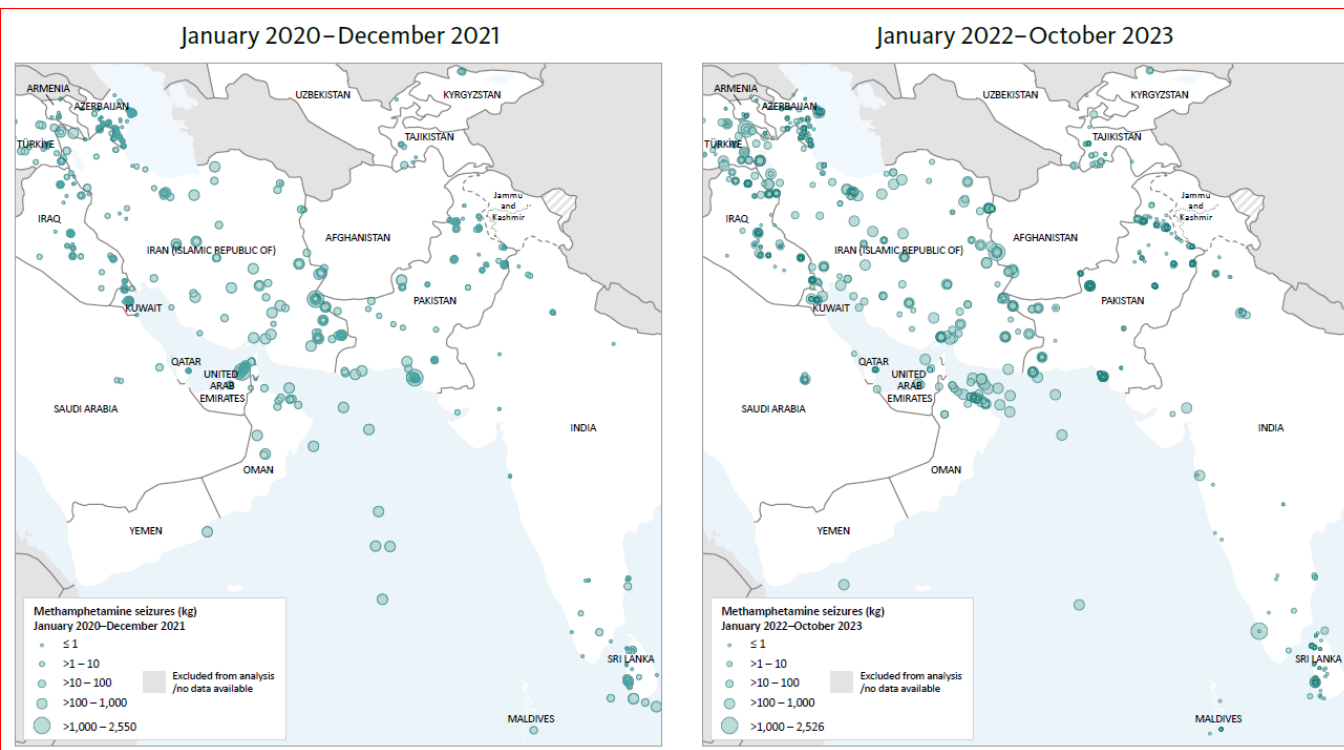 January 2020–December 2021
ARMENIA
AZERBAIJAN
TÜRKİYE
UZBEKISTAN
KYRGYZSTAN
TAJIKISTAN
Jammu
and
Kashmir
IRAQ
AFGHANISTAN
IRAN (ISLAMIC REPUBLIC OF)
KUWAIT
PAKISTAN
QATAR
UNITED
ARAB
EMIRATES
SAUDI ARABIA
INDIA
OMAN
YEMEN
SRI LANKA
MALDIVES
Methamphetamine seizures (kg)
January 2020–December 2021
≤ 1
>1 – 10
>10 – 100
>100 – 1,000
>1,000 – 2,550
Excluded from analysis
/no data available
January 2022–October 2023
ARMENIA
AZERBAIJAN
TÜRKİYE
UZBEKISTAN
KYRGYZSTAN
TAJIKISTAN
Jammu
and
Kashmir
IRAQ
AFGHANISTAN
IRAN (ISLAMIC REPUBLIC OF)
KUWAIT
PAKISTAN
QATAR
UNITED
ARAB
EMIRATES
SAUDI ARABIA
INDIA
OMAN
YEMEN
SRI LANKA
MALDIVES
Methamphetamine seizures (kg)
January 2022–October 2023
≤ 1
>1 – 10
>10 – 100
>100 – 1,000
>1,000 – 2,526
Excluded from analysis
/no data available